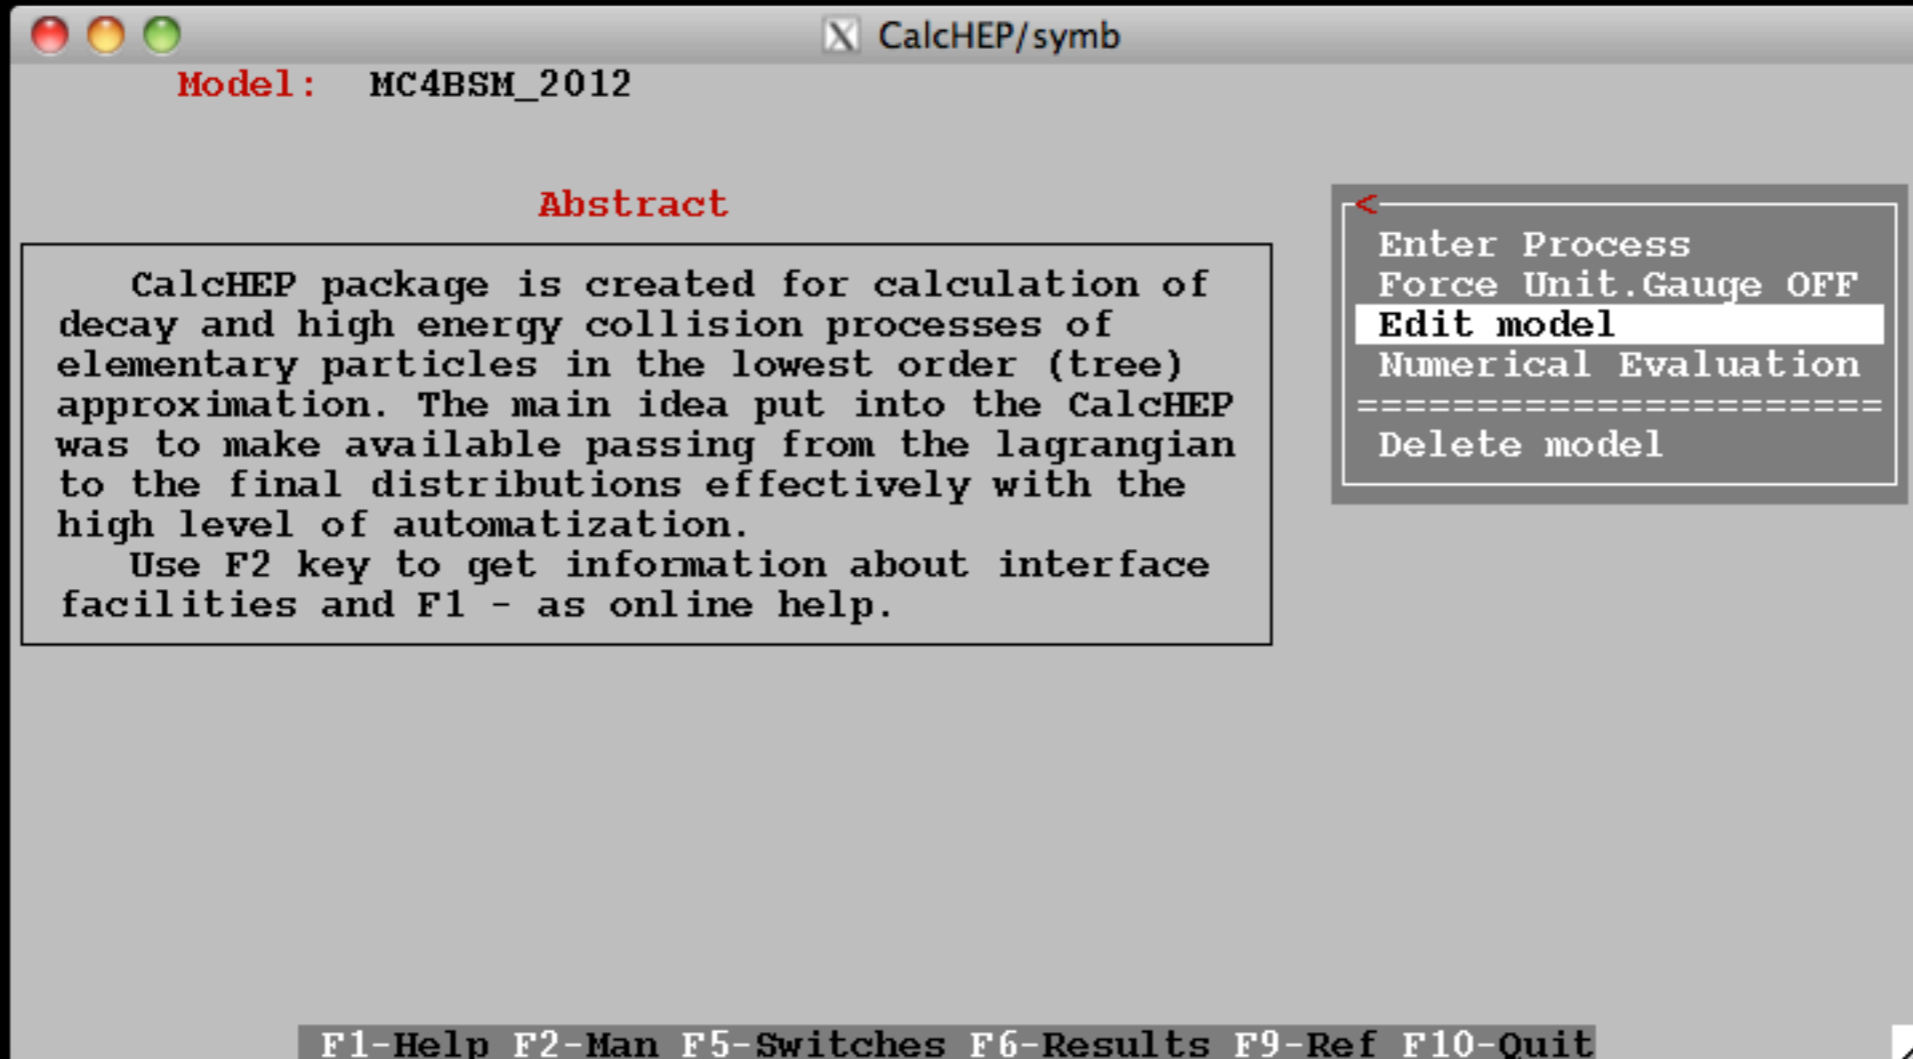 CalcHEP/symb
Model: MC4BSM_2012
Abstract
CalcHEP package is created for calculation of
decay and high energy collision processes of
elementary particles in the lowest order (tree)
approximation. The main idea put into the CalcHEP
was to make available passing from the lagrangian
to the final distributions effectively with the
high level of automatization.
Use F2 key to get information about interface
facilities and F1 - as online help.
<
Enter Process
Force Unit.Gauge OFF
Edit model
Numerical Evaluation
======================
Delete model
F1-Help F2-Man F5-Switches F6-Results F9-Ref F10-Quit